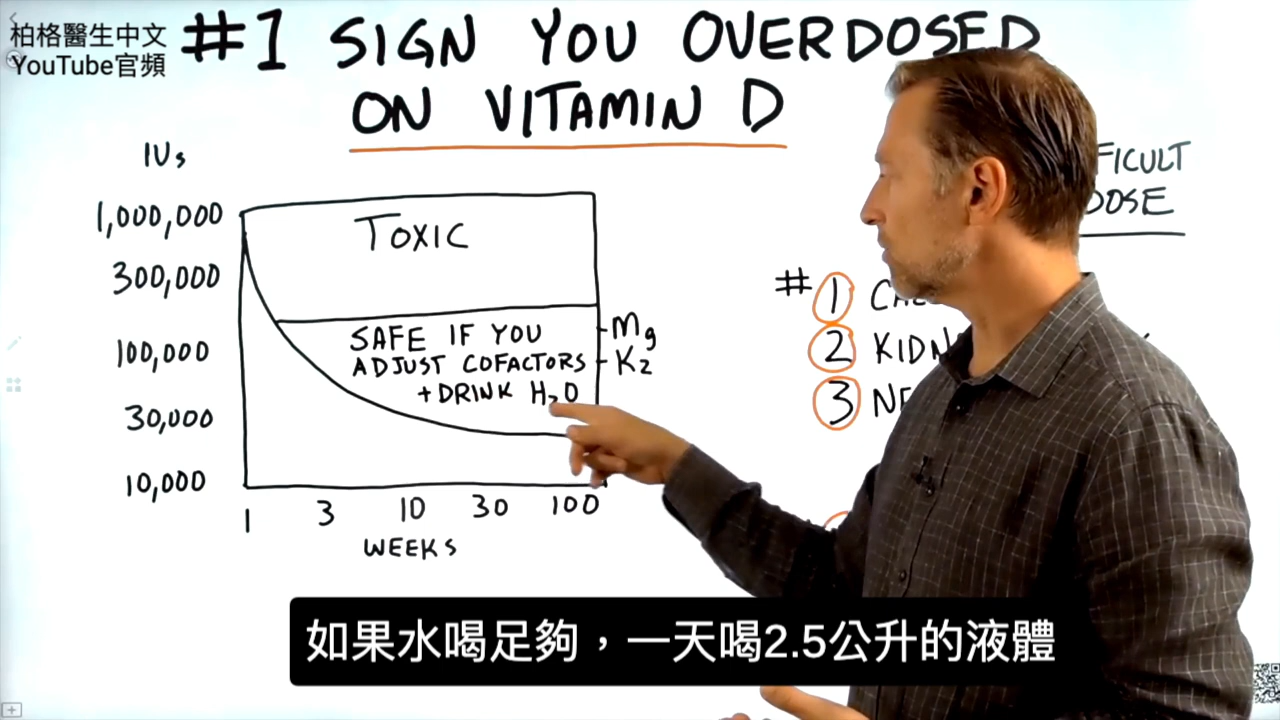 柏格醫生中文
YouTube官頻
#1 SIGN YOU OVERDOSED
ON VITAMIN D
IUs
1,000,000
300,000
100,000
30,000
10,000
TOXIC
SAFE IF YOU
ADJUST COFACTORS
+ DRINK H2O
- Mg
- K2
1 3 10 30 100
WEEKS
#
1
2
3
如果水喝足夠，一天喝2.5公升的液體